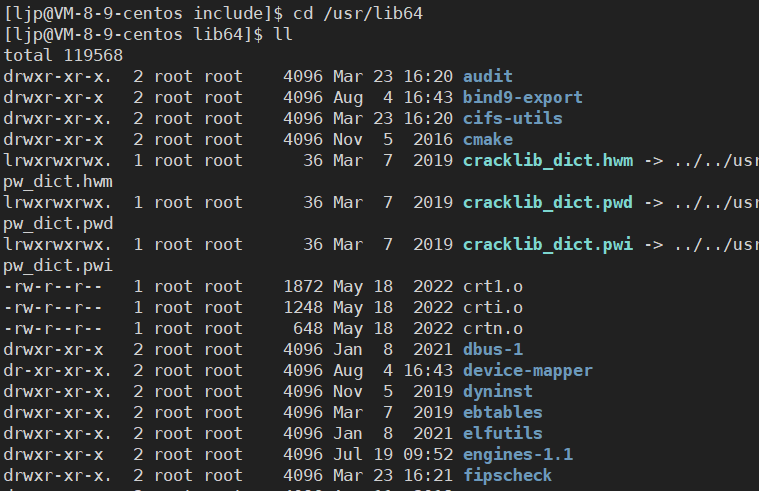 [ljp@VM-8-9-centos include]$ cd /usr/lib64
[ljp@VM-8-9-centos lib64]$ ll
total 119568
drwxr-xr-x.  2 root root    4096 Mar 23 16:20 audit
drwxr-xr-x   2 root root    4096 Aug  4 16:43 bind9-export
drwxr-xr-x.  2 root root    4096 Mar 23 16:20 cifs-utils
drwxr-xr-x   2 root root    4096 Nov  5  2016 cmake
lrwxrwxrwx.  1 root root      36 Mar  7  2019 cracklib_dict.hwm -> ../../usr
pw_dict.hwm
lrwxrwxrwx.  1 root root      36 Mar  7  2019 cracklib_dict.pwd -> ../../usr
pw_dict.pwd
lrwxrwxrwx.  1 root root      36 Mar  7  2019 cracklib_dict.pwi -> ../../usr
pw_dict.pwi
-rw-r--r--   1 root root    1872 May 18  2022 crt1.o
-rw-r--r--   1 root root    1248 May 18  2022 crti.o
-rw-r--r--   1 root root     648 May 18  2022 crtn.o
drwxr-xr-x   2 root root    4096 Jan  8  2021 dbus-1
dr-xr-xr-x.  2 root root    4096 Aug  4 16:43 device-mapper
drwxr-xr-x.  2 root root    4096 Nov  5  2019 dyninst
drwxr-xr-x.  2 root root    4096 Mar  7  2019 ebtables
drwxr-xr-x.  2 root root    4096 Jan  8  2021 elfutils
drwxr-xr-x.  2 root root    4096 Jul 19 09:52 engines-1.1
drwxr-xr-x.  2 root root    4096 Mar 23 16:21 fipscheck